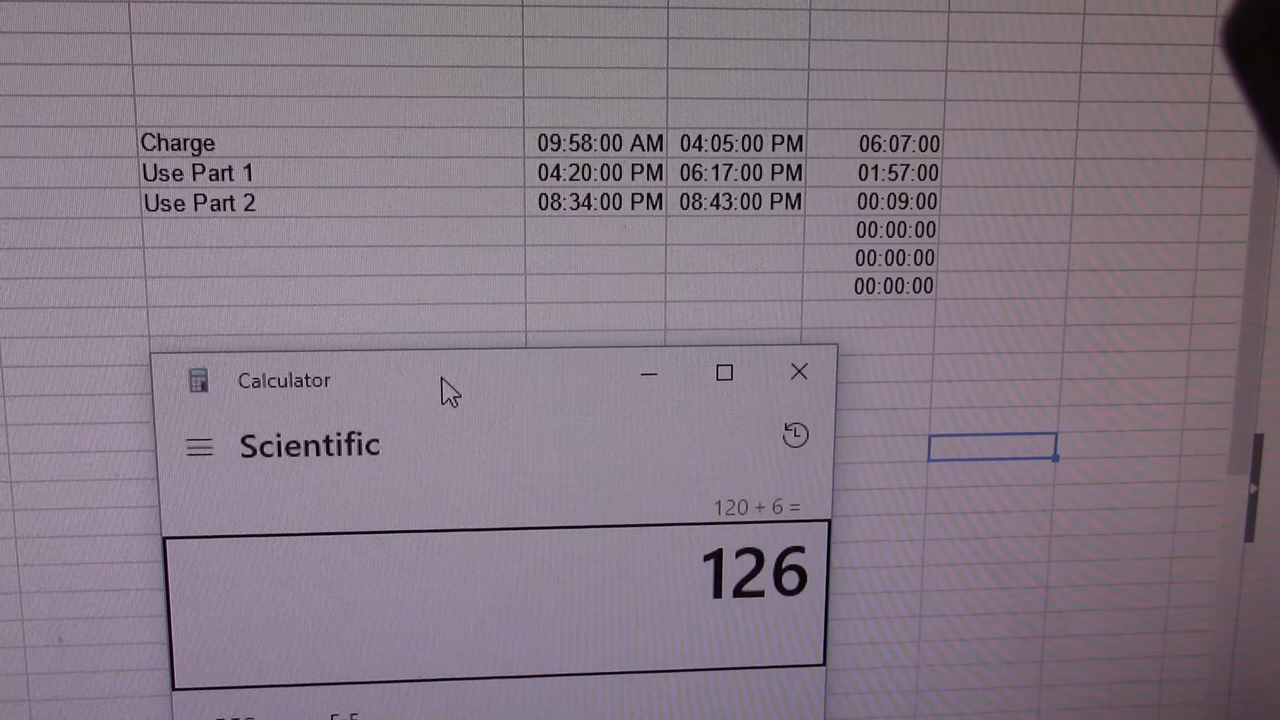 Charge 09:58:00 AM 04:05:00 PM 06:07:00
Use Part 1 04:20:00 PM 06:17:00 PM 01:57:00
Use Part 2 08:34:00 PM 08:43:00 PM 00:09:00
00:00:00
00:00:00
00:00:00
Calculator
Scientific
120 + 6 =
126